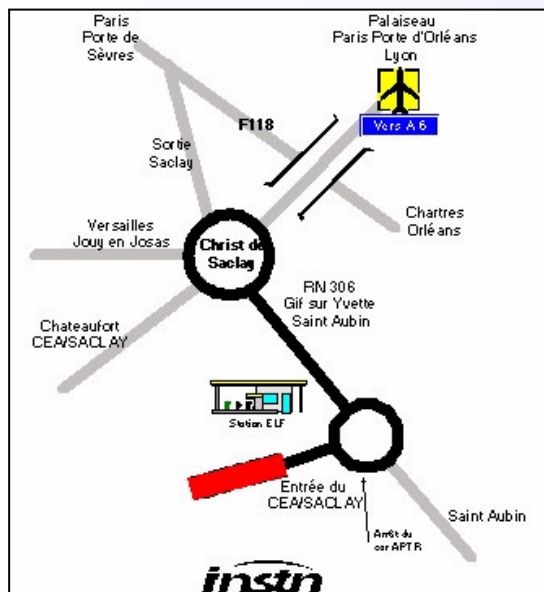 Paris
Porte de
Sèvres
Palaiseau
Paris Porte d'Orléans
Lyon
Vers A 6
F118
Sortie
Saclay
Chartres
Orléans
Versailles
Jouy en Josas
Christ de
Saclay
RN 306
Gif sur Yvette
Saint Aubin
Chateaufort
CEA/SACLAY
Station ELF
Entrée du
CEA/SACLAY
Saint Aubin
Arrêt du
car APTR
instn